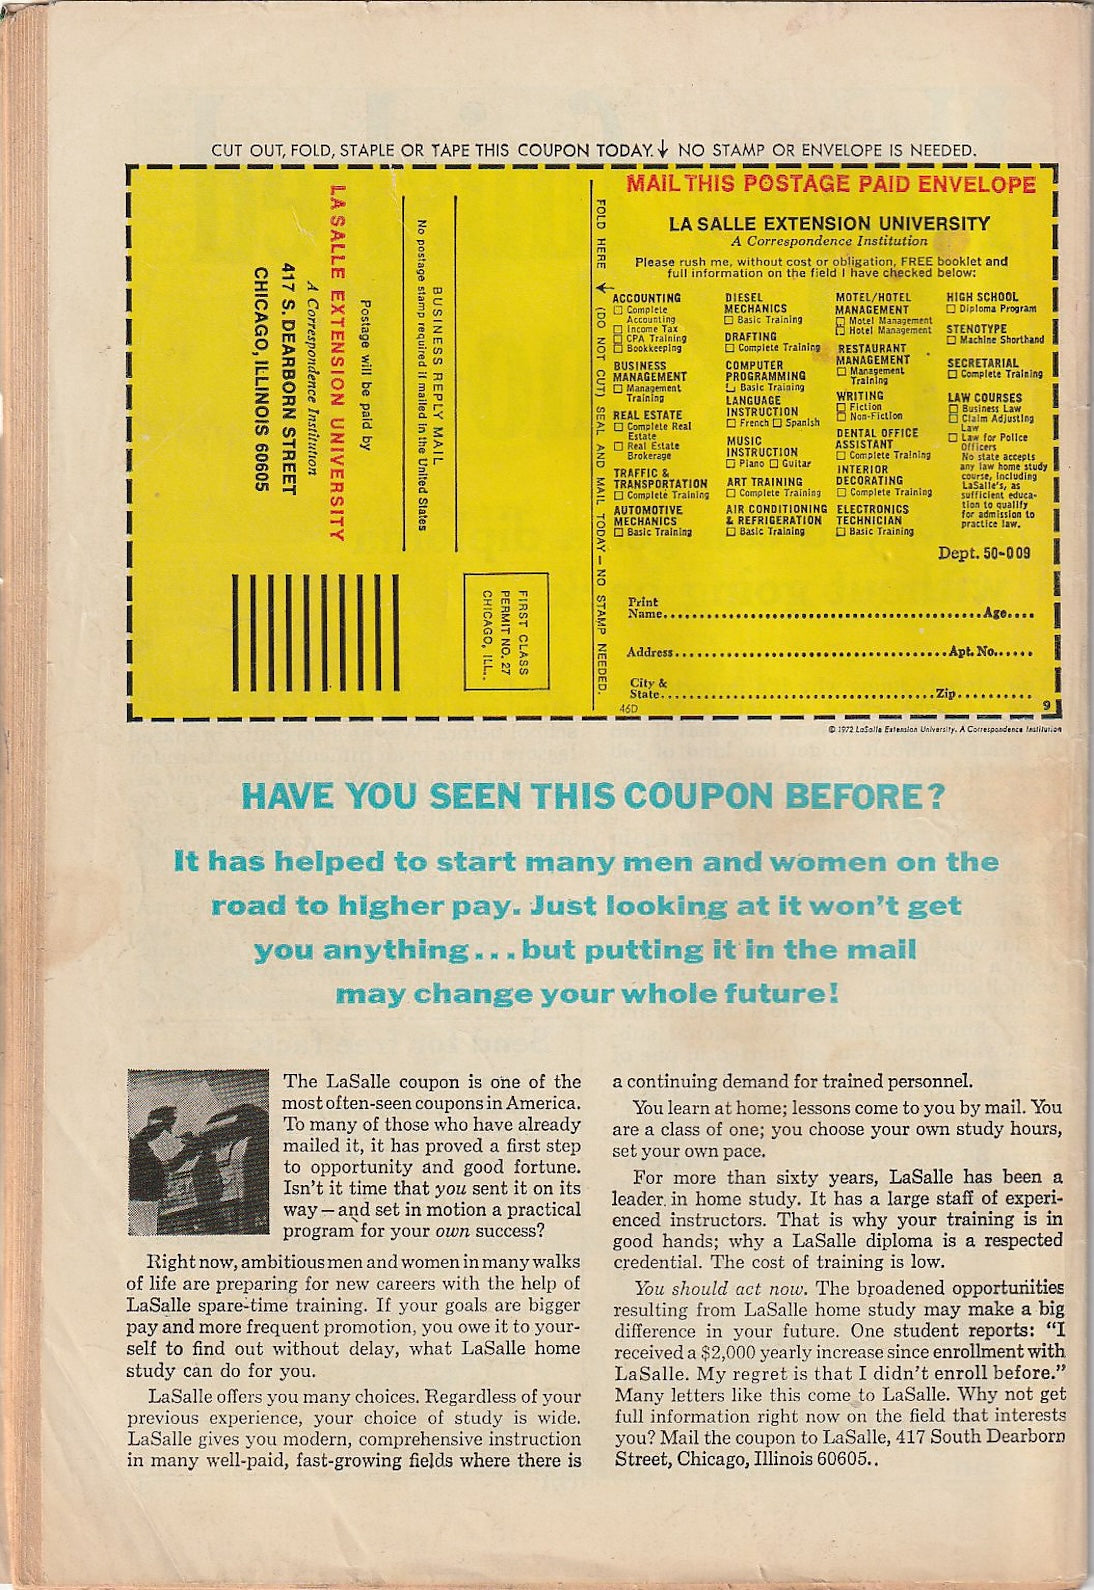 CUT OUT, FOLD, STAPLE OR TAPE THIS COUPON TODAY.↓ NO STAMP OR ENVELOPE IS NEEDED.
LA SALLE EXTENSION UNIVERSITY
A Correspondence Institution
417 S. DEARBORN STREET
CHICAGO, ILLINOIS 60605
Postage will be paid by
No postage stamp required if mailed in the United States
BUSINESS REPLY MAIL
FIRST CLASS
PERMIT NO. 27
CHICAGO, ILL.
FOLD HERE (DO NOT CUT) SEAL AND MAIL TODAY—NO STAMP NEEDED.
MAIL THIS POSTAGE PAID ENVELOPE
LA SALLE EXTENSION UNIVERSITY
A Correspondence Institution
Please rush me, without cost or obligation, FREE booklet and
full information on the field I have checked below:
ACCOUNTING
☐ Complete
Accounting
☐ Income Tax
☐ CPA Training
☐ Bookkeeping
BUSINESS
MANAGEMENT
☐ Management
Training
REAL ESTATE
☐ Complete Real
Estate
☐ Real Estate
Brokerage
TRAFFIC &
TRANSPORTATION
☐ Complete Training
AUTOMOTIVE
MECHANICS
☐ Basic Training
DIESEL
MECHANICS
☐ Basic Training
DRAFTING
☐ Complete Training
COMPUTER
PROGRAMMING
☐ Basic Training
LANGUAGE
INSTRUCTION
☐ French ☐ Spanish
MUSIC
INSTRUCTION
☐ Piano ☐ Guitar
ART TRAINING
☐ Complete Training
AIR CONDITIONING
& REFRIGERATION
☐ Basic Training
MOTEL/HOTEL
MANAGEMENT
☐ Motel Management
☐ Hotel Management
RESTAURANT
MANAGEMENT
☐ Management
Training
WRITING
☐ Fiction
☐ Non-Fiction
DENTAL OFFICE
ASSISTANT
☐ Complete Training
INTERIOR
DECORATING
☐ Complete Training
ELECTRONICS
TECHNICIAN
☐ Basic Training
HIGH SCHOOL
☐ Diploma Program
STENOTYPE
☐ Machine Shorthand
SECRETARIAL
☐ Complete Training
LAW COURSES
☐ Business Law
☐ Claim Adjusting
Law
☐ Law for Police
Officers
No state accepts
any law home study
course, including
LaSalle's, as
sufficient educa-
tion to qualify
for admission to
practice law.
Dept. 50-009
Print
Name........................Age....
Address........................Apt. No......
City &
State........................Zip..........
46D
9
© 1972 LaSalle Extension University. A Correspondence Institution
HAVE YOU SEEN THIS COUPON BEFORE?
It has helped to start many men and women on the
road to higher pay. Just looking at it won't get
you anything...but putting it in the mail
may change your whole future!
The LaSalle coupon is one of the
most often-seen coupons in America.
To many of those who have already
mailed it, it has proved a first step
to opportunity and good fortune.
Isn't it time that you sent it on its
way—and set in motion a practical
program for your own success?
Right now, ambitious men and women in many walks
of life are preparing for new careers with the help of
LaSalle spare-time training. If your goals are bigger
pay and more frequent promotion, you owe it to your-
self to find out without delay, what LaSalle home
study can do for you.
LaSalle offers you many choices. Regardless of your
previous experience, your choice of study is wide.
LaSalle gives you modern, comprehensive instruction
in many well-paid, fast-growing fields where there is
a continuing demand for trained personnel.
You learn at home; lessons come to you by mail. You
are a class of one; you choose your own study hours,
set your own pace.
For more than sixty years, LaSalle has been a
leader in home study. It has a large staff of experi-
enced instructors. That is why your training is in
good hands; why a LaSalle diploma is a respected
credential. The cost of training is low.
You should act now. The broadened opportunities
resulting from LaSalle home study may make a big
difference in your future. One student reports: "I
received a $2,000 yearly increase since enrollment with
LaSalle. My regret is that I didn't enroll before."
Many letters like this come to LaSalle. Why not get
full information right now on the field that interests
you? Mail the coupon to LaSalle, 417 South Dearborn
Street, Chicago, Illinois 60605..